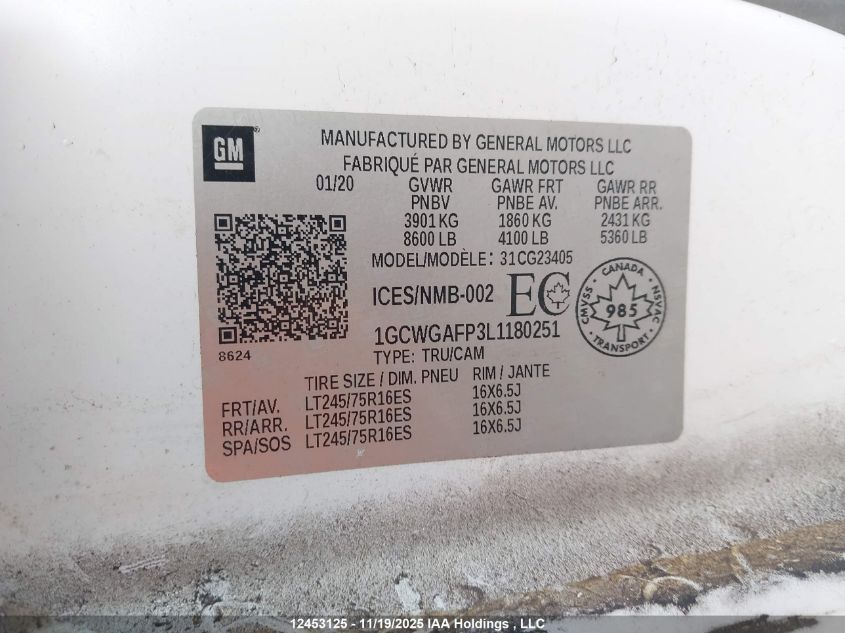 GM
MANUFACTURED BY GENERAL MOTORS LLC
FABRIQUÉ PAR GENERAL MOTORS LLC
01/20 GVWR GAWR FRT GAWR RR
PNBV PNBE AV. PNBE ARR.
3901 KG 1860 KG 2431 KG
8600 LB 4100 LB 5360 LB
MODEL/MODÈLE: 31CG23405
ICES/NMB-002 EC
CANADA
CMVSS 985 NSVAC
TRANSPORT
1GCWGAFP3L1180251
8624 TYPE: TRU/CAM
TIRE SIZE / DIM. PNEU RIM / JANTE
FRT/AV. LT245/75R16ES 16X6.5J
RR/ARR. LT245/75R16ES 16X6.5J
SPA/SOS LT245/75R16ES 16X6.5J
12453125 - 11/19/2025 IAA Holdings , LLC